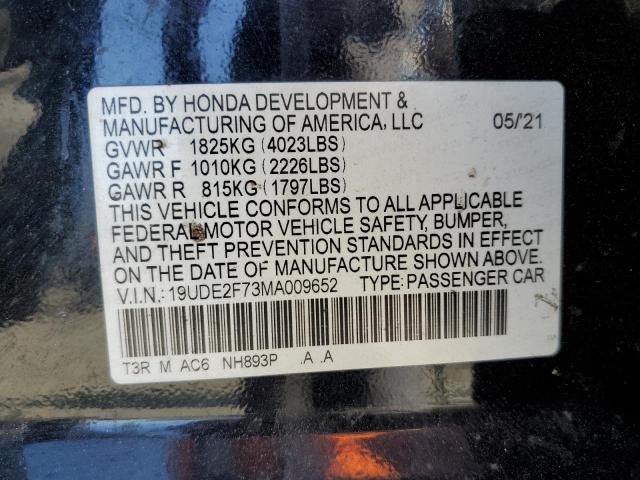 MFD. BY HONDA DEVELOPMENT &
MANUFACTURING OF AMERICA, LLC 05/'21
GVWR 1825KG (4023LBS)
GAWR F 1010KG (2226LBS)
GAWR R 815KG (1797LBS)
THIS VEHICLE CONFORMS TO ALL APPLICABLE
FEDERAL MOTOR VEHICLE SAFETY, BUMPER,
AND THEFT PREVENTION STANDARDS IN EFFECT
ON THE DATE OF MANUFACTURE SHOWN ABOVE.
V.I.N.: 19UDE2F73MA009652 TYPE: PASSENGER CAR
T3R M AC6 NH893P .A .A